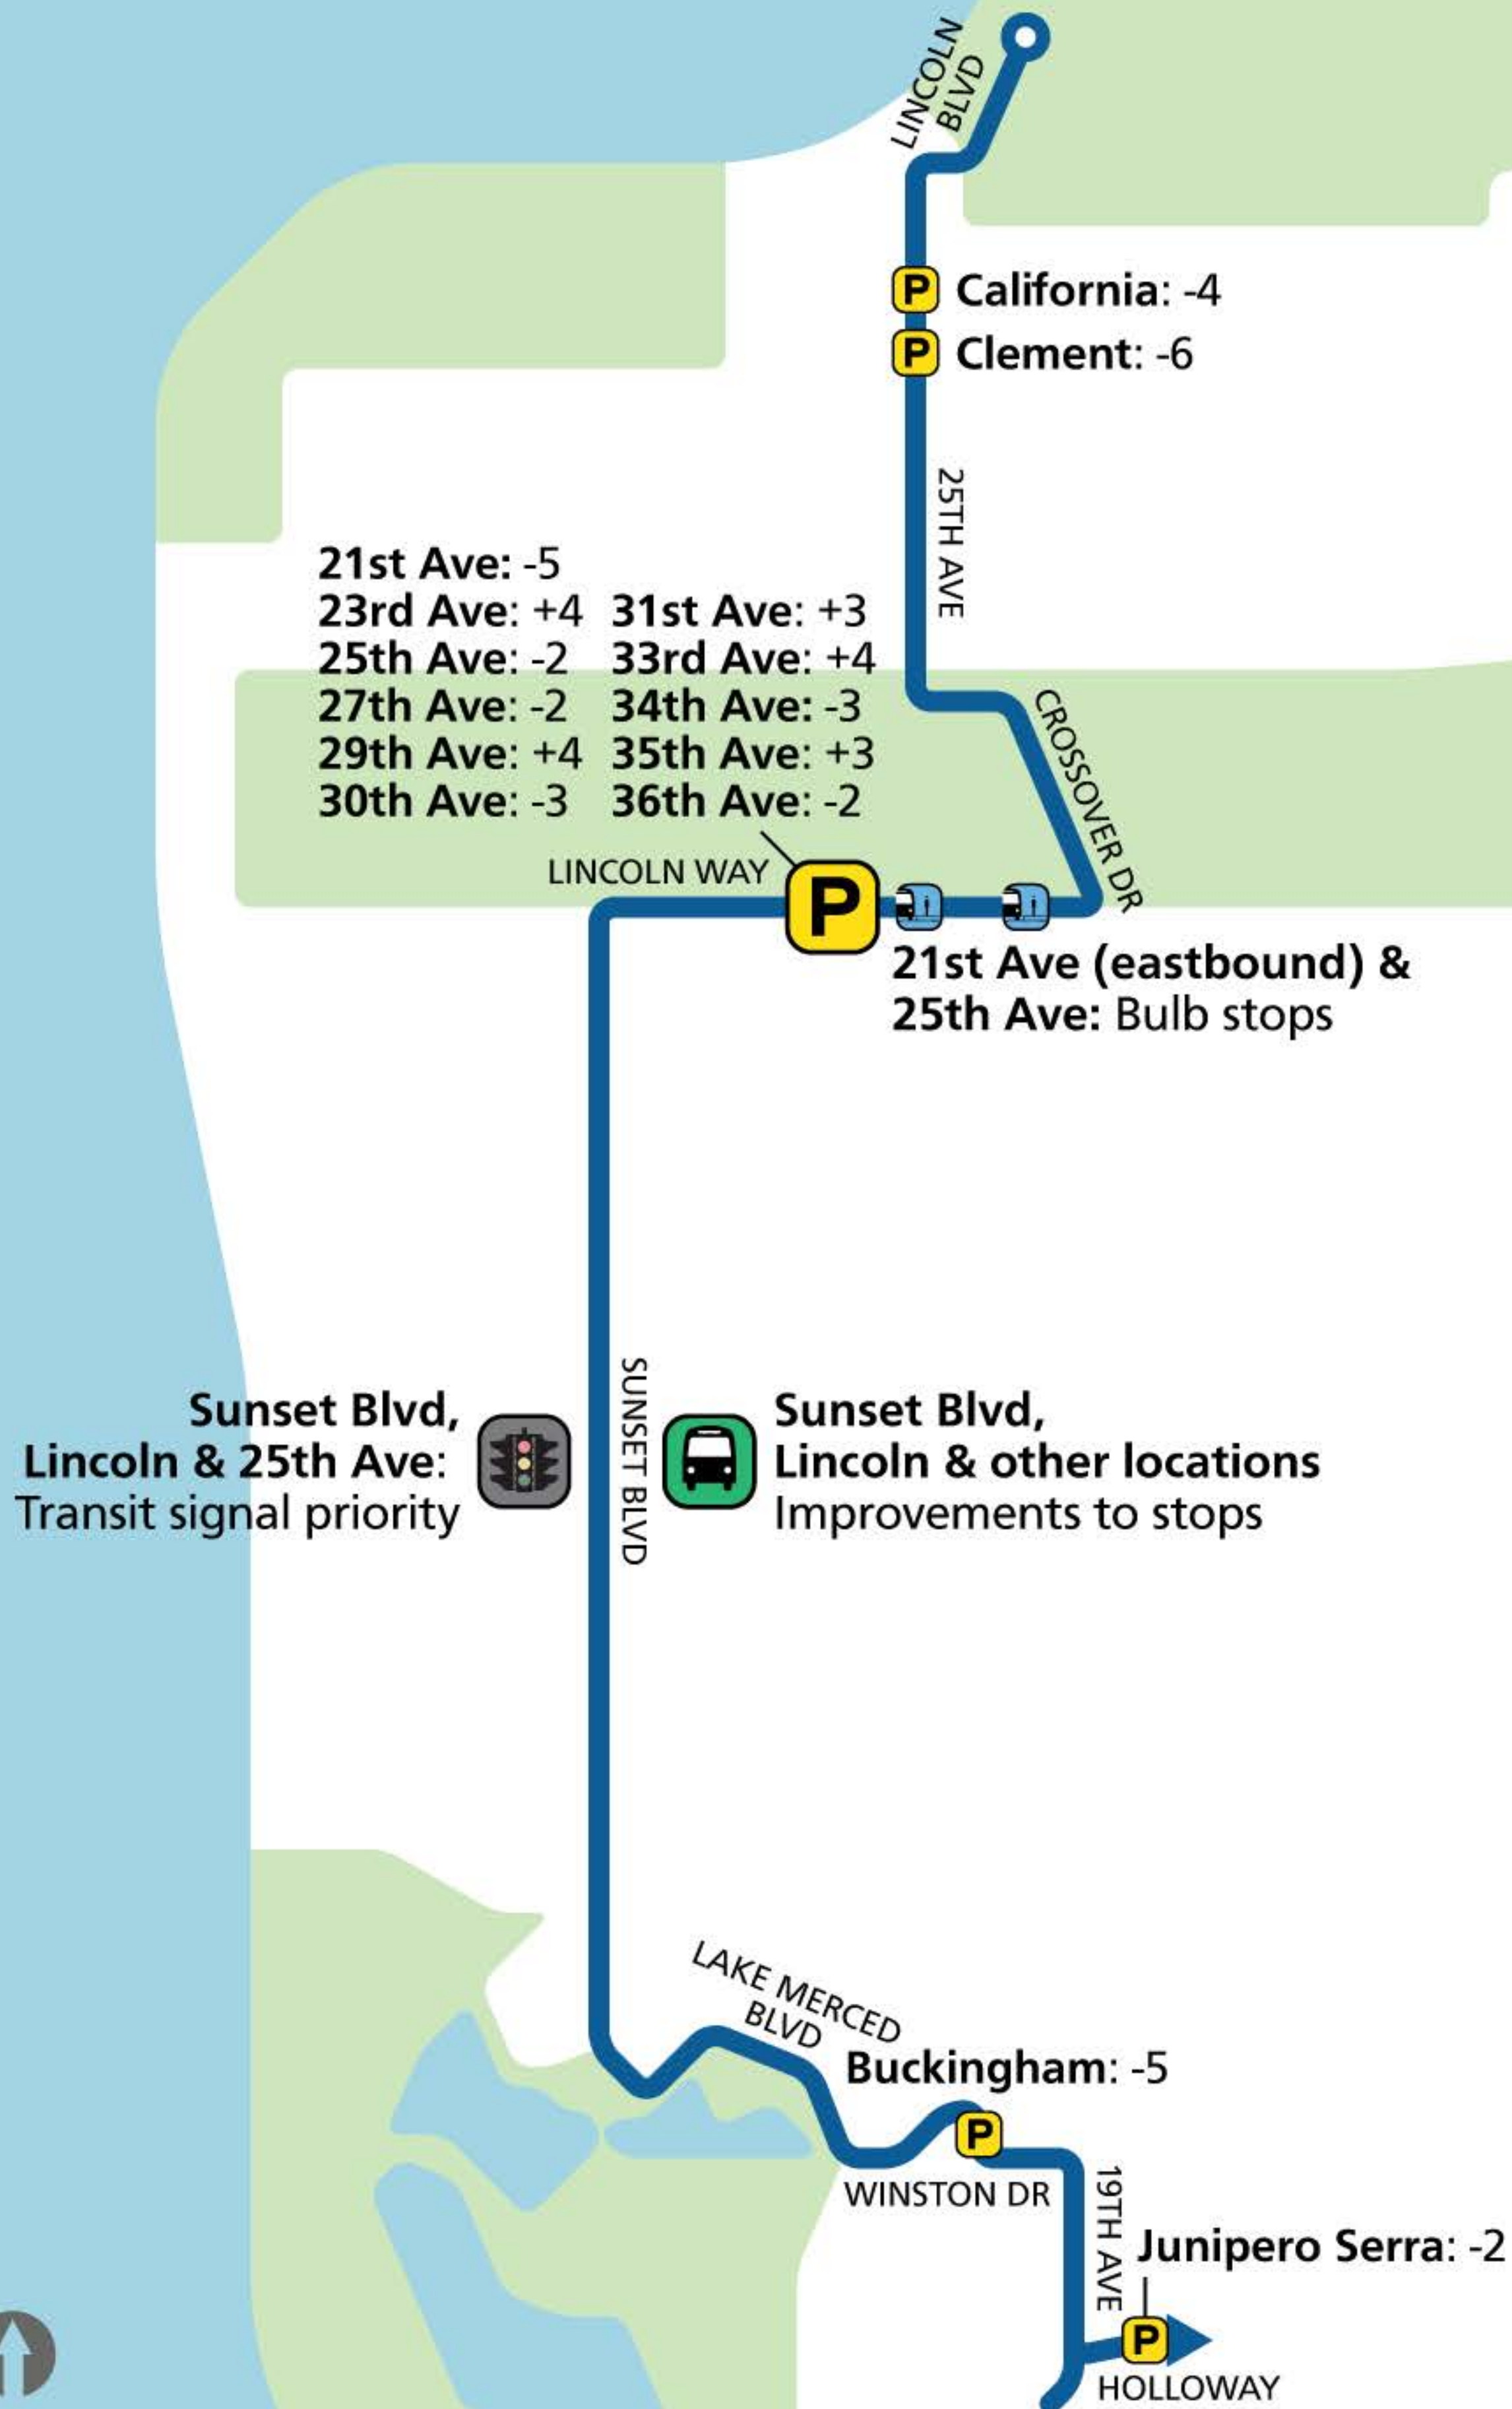 LINCOLN
BLVD
P California: -4
P Clement: -6
25TH AVE
21st Ave: -5
23rd Ave: +4 31st Ave: +3
25th Ave: -2 33rd Ave: +4
27th Ave: -2 34th Ave: -3
29th Ave: +4 35th Ave: +3
30th Ave: -3 36th Ave: -2
CROSSOVER DR
LINCOLN WAY
P
21st Ave (eastbound) &
25th Ave: Bulb stops
Sunset Blvd,
Lincoln & 25th Ave:
Transit signal priority
SUNSET BLVD
Sunset Blvd,
Lincoln & other locations
Improvements to stops
LAKE MERCED
BLVD
Buckingham: -5
P
WINSTON DR
19TH AVE
Junipero Serra: -2
P
HOLLOWAY